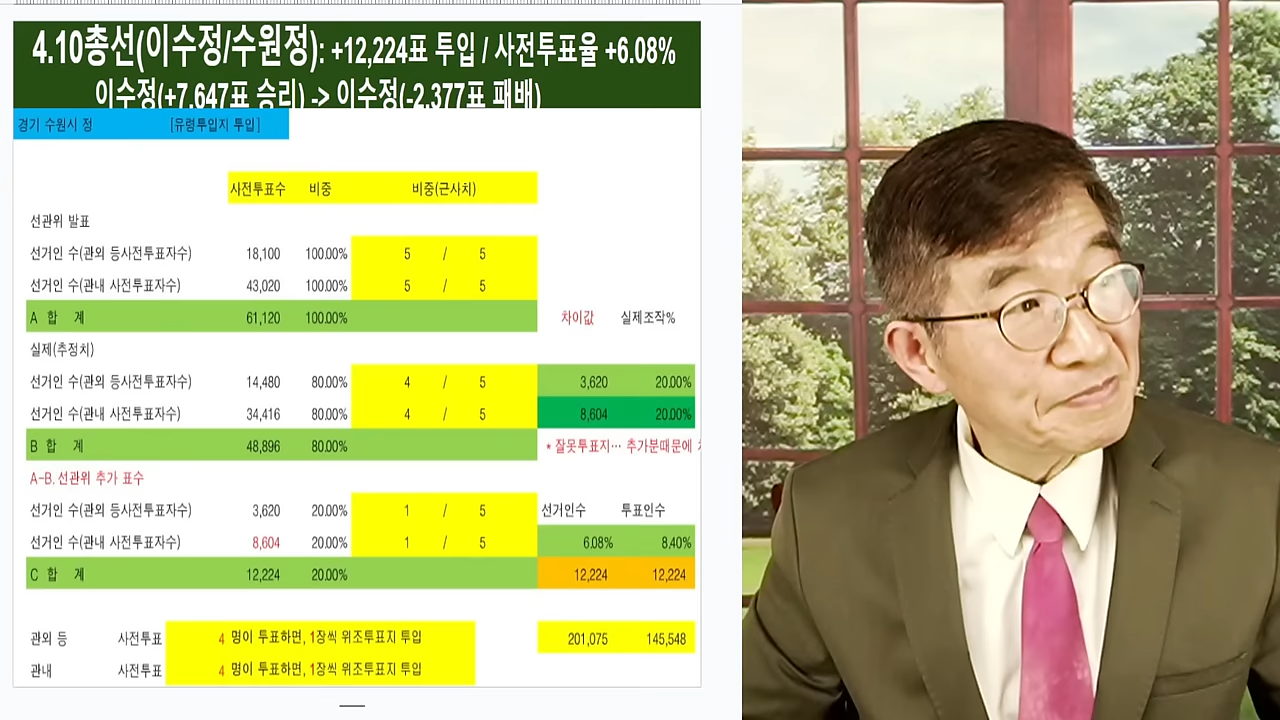 4.10총선(이수정/수원정): +12,224표 투입 / 사전투표율 +6.08%
이수정(+7,647표 승리) -> 이수정(-2,377표 패배)
경기 수원시 정 [유령투입지 투입]
사전투표수 비중 비중(근사치)
선관위 발표
선거인 수(관외 등사전투표자수) 18,100 100.00% 5 / 5
선거인 수(관내 사전투표자수) 43,020 100.00% 5 / 5
A 합 계 61,120 100.00% 차이값 실제조작%
실제(추정치)
선거인 수(관외 등사전투표자수) 14,480 80.00% 4 / 5 3,620 20.00%
선거인 수(관내 사전투표자수) 34,416 80.00% 4 / 5 8,604 20.00%
B 합 계 48,896 80.00% * 잘못투표지… 추가분때문에
A-B. 선관위 추가 표수
선거인 수(관외 등사전투표자수) 3,620 20.00% 1 / 5 선거인수 투표인수
선거인 수(관내 사전투표자수) 8,604 20.00% 1 / 5 6.08% 8.40%
C 합 계 12,224 20.00% 12,224 12,224
관외 등 사전투표 4 명이 투표하면, 1장씩 위조투표지 투입 201,075 145,548
관내 사전투표 4 명이 투표하면, 1장씩 위조투표지 투입